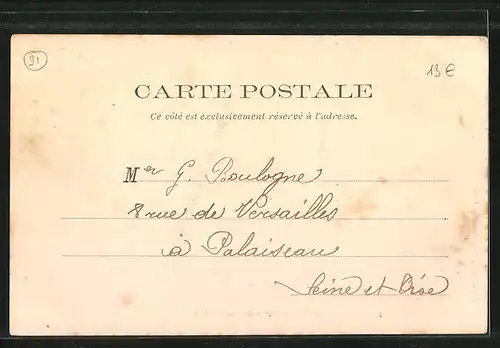 91
13 €
CARTE POSTALE
Ce côté est exclusivement réservé à l'adresse.
Mer G. Boulogne
8 rue de Versailles
à Palaiseau
Seine et Oise